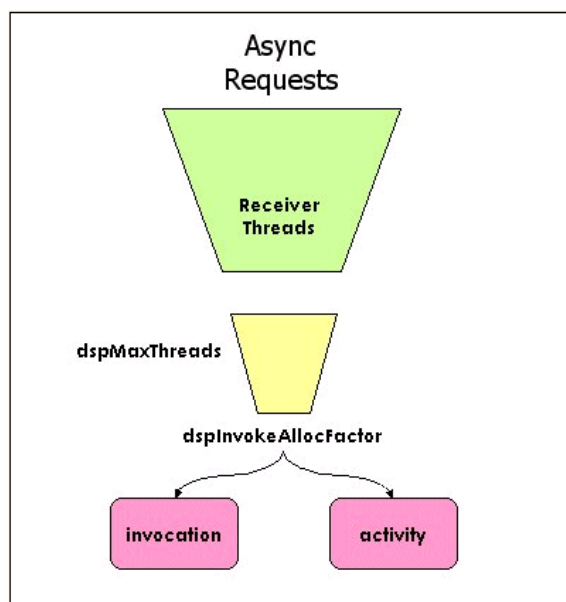 Async
Requests
Receiver
Threads
dspMaxThreads
dspInvokeAllocFactor
invocation
activity